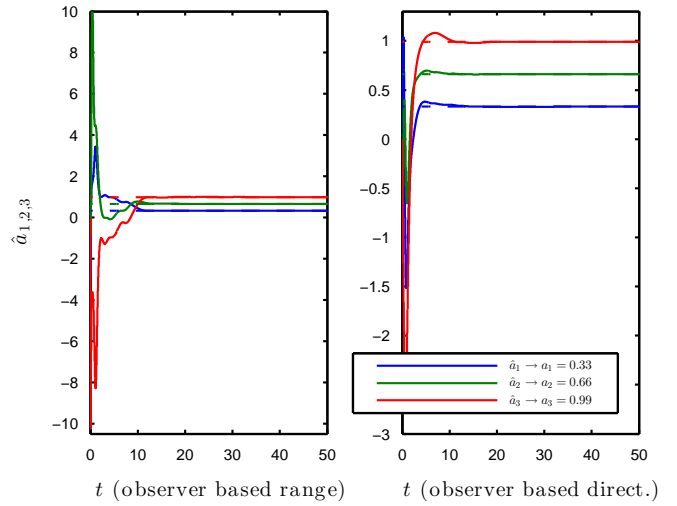 10
8
6
4
2
0
−2
−4
−6
−8
−10
0 10 20 30 40 50
t (observer based range)
â1,2,3
1
0.5
0
−0.5
−1
−1.5
−2
−3
0 10 20 30 40 50
t (observer based direct.)
â1 → a1 = 0.33
â2 → a2 = 0.66
â3 → a3 = 0.99